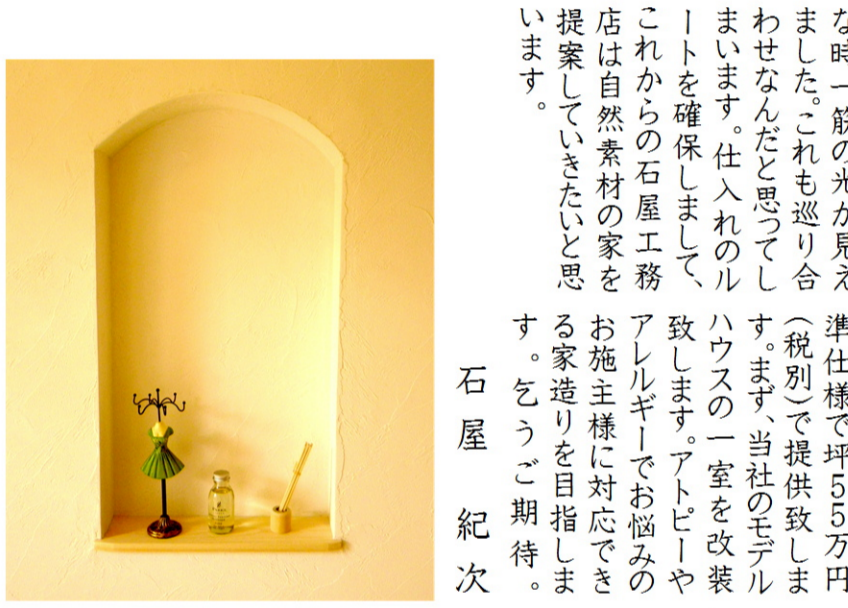 な時一筋の光が見え
ました。これも巡り合
わせなんだと思ってし
まいます。仕入れのル
ートを確保しまして、
これからの石屋工務
店は自然素材の家を
提案していきたいと思
います。
準仕様で坪55万円
(税別)で提供致しま
す。まず、当社のモデル
ハウスの一室を改装
致します。アトピーや
アレルギーでお悩みの
お施主様に対応でき
る家造りを目指しま
す。乞うご期待。
石屋 紀次